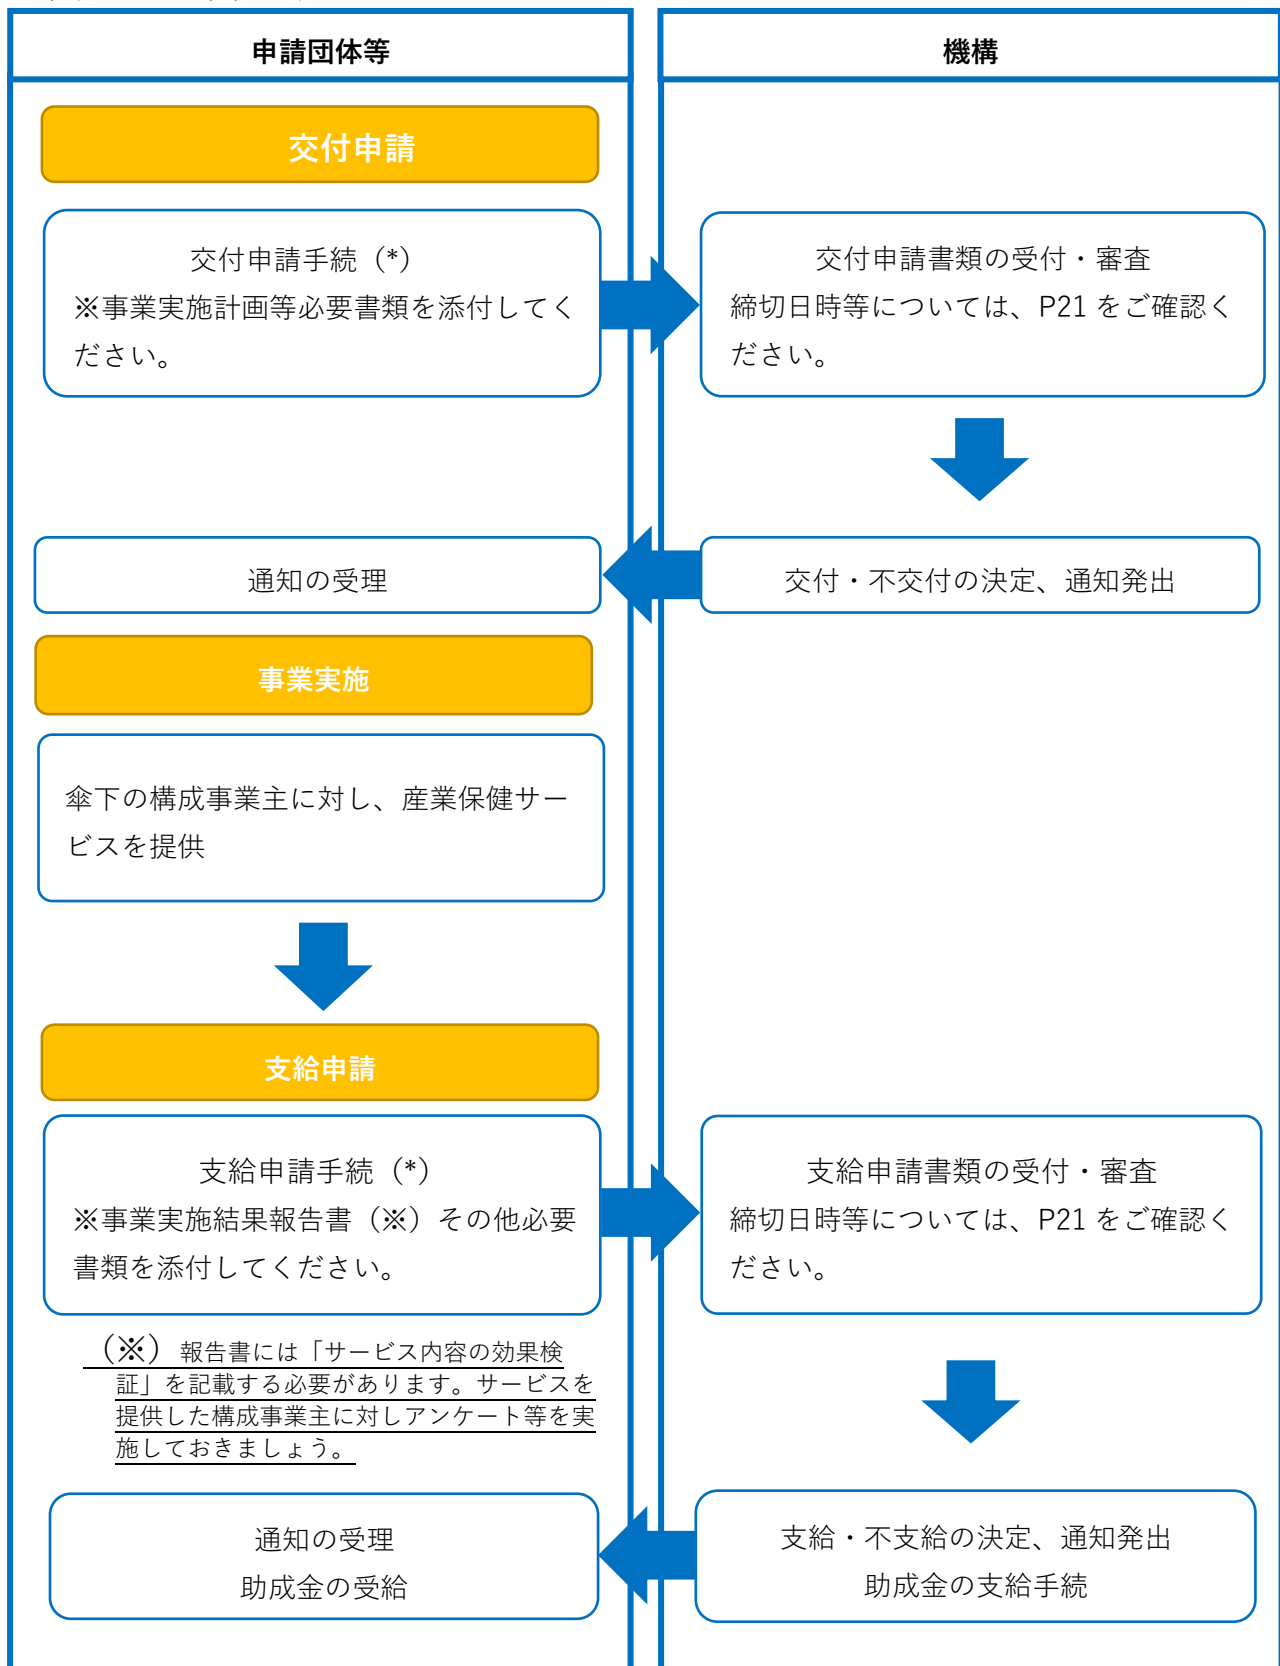 申請団体等
機構
交付申請
交付申請手続（*）
※事業実施計画等必要書類を添付してく
ださい。
交付申請書類の受付・審査
締切日時等については、P21 をご確認く
ださい。
通知の受理
交付・不交付の決定、通知発出
事業実施
傘下の構成事業主に対し、産業保健サー
ビスを提供
支給申請
支給申請手続（*）
※事業実施結果報告書（※）その他必要
書類を添付してください。
支給申請書類の受付・審査
締切日時等については、P21 をご確認く
ださい。
（※）報告書には「サービス内容の効果検
証」を記載する必要があります。サービスを
提供した構成事業主に対しアンケート等を実
施しておきましょう。
通知の受理
助成金の受給
支給・不支給の決定、通知発出
助成金の支給手続